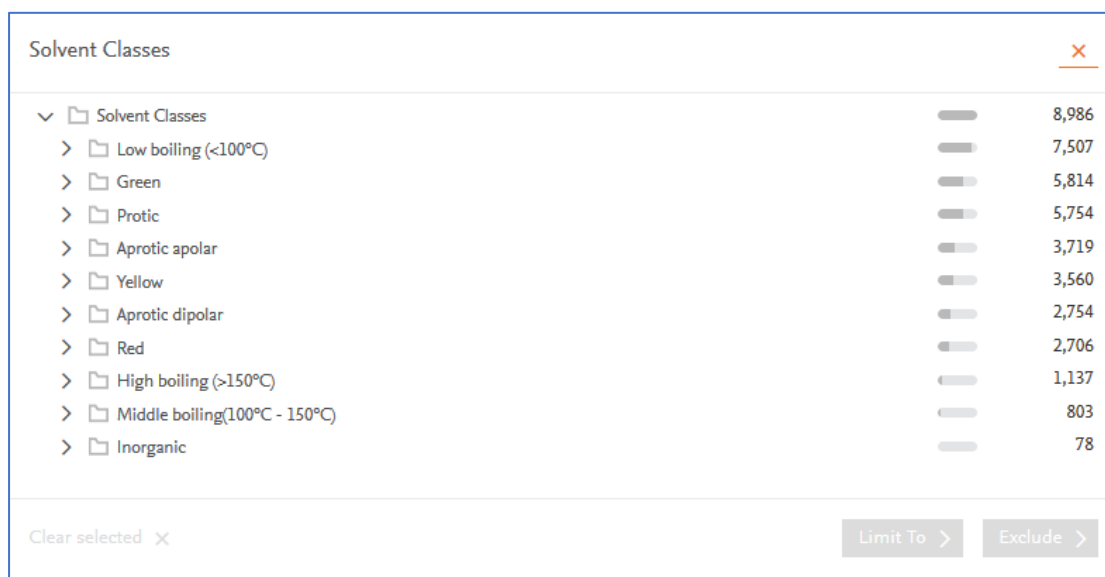 Solvent Classes
Solvent Classes 8,986
Low boiling (<100°C) 7,507
Green 5,814
Protic 5,754
Aprotic apolar 3,719
Yellow 3,560
Aprotic dipolar 2,754
Red 2,706
High boiling (>150°C) 1,137
Middle boiling(100°C - 150°C) 803
Inorganic 78
Clear selected Limit To Exclude